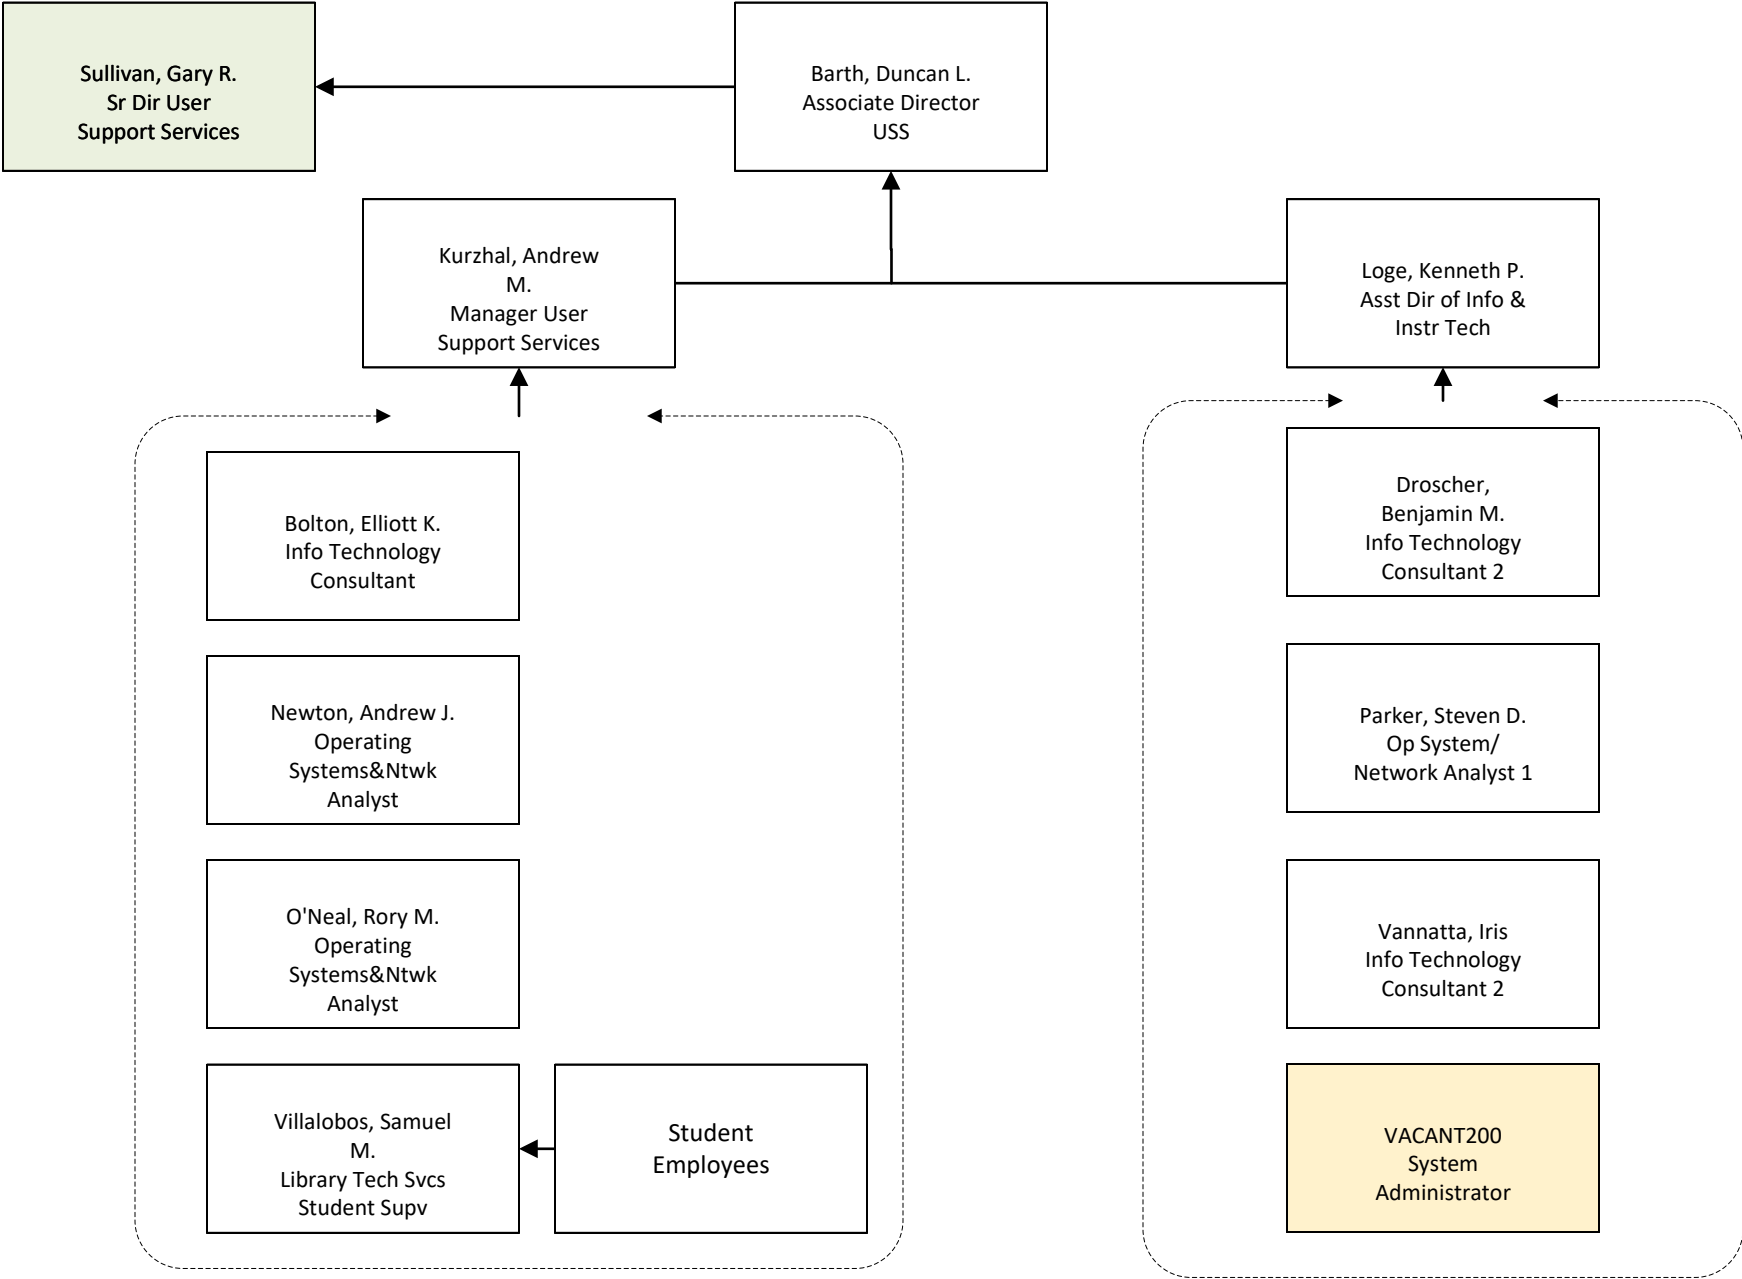 Sullivan, Gary R.
Sr Dir User
Support Services
Barth, Duncan L.
Associate Director
USS
Kurzhal, Andrew
M.
Manager User
Support Services
Loge, Kenneth P.
Asst Dir of Info &
Instr Tech
Bolton, Elliott K.
Info Technology
Consultant
Newton, Andrew J.
Operating
Systems&Ntwk
Analyst
O'Neal, Rory M.
Operating
Systems&Ntwk
Analyst
Villalobos, Samuel
M.
Library Tech Svcs
Student Supv
Student
Employees
Droscher,
Benjamin M.
Info Technology
Consultant 2
Parker, Steven D.
Op System/
Network Analyst 1
Vannatta, Iris
Info Technology
Consultant 2
VACANT200
System
Administrator